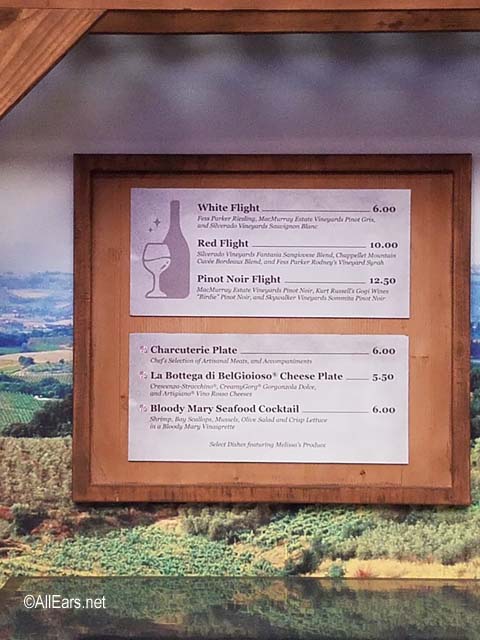 White Flight 6.00
Fess Parker Riesling, MacMurray Estate Vineyards Pinot Gris,
and Silverado Vineyards Sauvignon Blanc
Red Flight 10.00
Silverado Vineyards Fantasia Sangiovese Blend, Chappellet Mountain
Cuvée Bordeaux Blend, and Fess Parker Rodney's Vineyard Syrah
Pinot Noir Flight 12.50
MacMurray Estate Vineyards Pinot Noir, Kurt Russell's Gogi Wines
"Birdie" Pinot Noir, and Skywalker Vineyards Sommita Pinot Noir
Charcuterie Plate 6.00
Chef's Selection of Artisanal Meats, and Accompaniments
La Bottega di BelGioioso® Cheese Plate 5.50
Crescenza-Stracchino®, CreamyGorg® Gorgonzola Dolce,
and Artigiano® Vino Rosso Cheeses
Bloody Mary Seafood Cocktail 6.00
Shrimp, Bay Scallops, Mussels, Olive Salad and Crisp Lettuce
in a Bloody Mary Vinaigrette
Select Dishes featuring Melissa's Produce
©AllEars.net